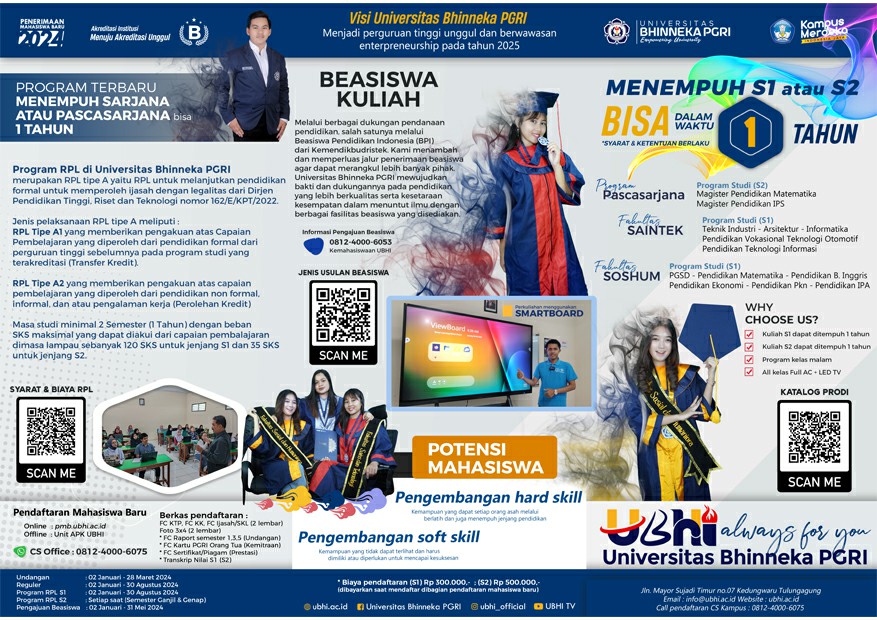 PENERIMAAN
MAHASISWA BARU
2024
Akreditasi Institusi
Menuju Akreditasi Unggul
B
Visi Universitas Bhinneka PGRI
Menjadi perguruan tinggi unggul dan berwawasan
enterpreneurship pada tahun 2025
UNIVERSITAS
BHINNEKA PGRI
Empowering University
Kampus
Merdeka
INDONESIA JAYA
PROGRAM TERBARU
MENEMPUH SARJANA
ATAU PASCASARJANA bisa
1 TAHUN
Program RPL di Universitas Bhinneka PGRI
merupakan RPL tipe A yaitu RPL untuk melanjutkan pendidikan
formal untuk memperoleh ijasah dengan legalitas dari Dirjen
Pendidikan Tinggi, Riset dan Teknologi nomor 162/E/KPT/2022.
Jenis pelaksanaan RPL tipe A meliputi :
RPL Tipe A1 yang memberikan pengakuan atas Capaian
Pembelajaran yang diperoleh dari pendidikan formal dari
perguruan tinggi sebelumnya pada program studi yang
terakreditasi (Transfer Kredit).
RPL Tipe A2 yang memberikan pengakuan atas capaian
pembelajaran yang diperoleh dari pendidikan non formal,
informal, dan atau pengalaman kerja (Perolehan Kredit)
Masa studi minimal 2 Semester (1 Tahun) dengan beban
SKS maksimal yang dapat diakui dari capaian pembelajaran
dimasa lampau sebanyak 120 SKS untuk jenjang S1 dan 35 SKS
untuk jenjang S2.
SYARAT & BIAYA RPL
SCAN ME
BEASISWA
KULIAH
Melalui berbagai dukungan pendanaan
pendidikan, salah satunya melalui
Beasiswa Pendidikan Indonesia (BPI)
dari Kemendikbudristek. Kami menambah
dan memperluas jalur penerimaan beasiswa
agar dapat merangkul lebih banyak pihak.
Universitas Bhinneka PGRI mewujudkan
bakti dan dukungannya pada pendidikan
yang lebih berkualitas serta kesetaraan
kesempatan dalam menuntut ilmu dengan
berbagai fasilitas beasiswa yang disediakan.
Informasi Pengajuan Beasiswa
0812-4000-6053
Kemahasiswaan UBHI
JENIS USULAN BEASISWA
SCAN ME
Perkuliahan menggunakan
SMARTBOARD
ViewBoard
MENEMPUH S1 atau S2
BISA DALAM WAKTU 1 TAHUN
*SYARAT & KETENTUAN BERLAKU
Program
Pascasarjana
Program Studi (S2)
Magister Pendidikan Matematika
Magister Pendidikan IPS
Fakultas
SAINTEK
Program Studi (S1)
Teknik Industri - Arsitektur - Informatika
Pendidikan Vokasional Teknologi Otomotif
Pendidikan Teknologi Informasi
Fakultas
SOSHUM
Program Studi (S1)
PGSD - Pendidikan Matematika - Pendidikan B. Inggris
Pendidikan Ekonomi - Pendidikan Pkn - Pendidikan IPA
WHY
CHOOSE US?
Kuliah S1 dapat ditempuh 1 tahun
Kuliah S2 dapat ditempuh 1 tahun
Program kelas malam
All kelas Full AC + LED TV
KATALOG PRODI
SCAN ME
POTENSI
MAHASISWA
Pengembangan hard skill
Kemampuan yang dapat setiap orang asah melalui
berlatih dan juga menempuh jenjang pendidikan
Pengembangan soft skill
Kemampuan yang tidak dapat terlihat dan harus
dimiliki atau diperlukan untuk mencapai kesuksesan
Pendaftaran Mahasiswa Baru
Online : pmb.ubhi.ac.id
Offline : Unit APK UBHI
CS Office : 0812-4000-6075
Berkas pendaftaran :
FC KTP, FC KK, FC Ijasah/SKL (2 lembar)
Foto 3x4 (2 lembar)
* FC Raport semester 1,3,5 (Undangan)
* FC Kartu PGRI Orang Tua (Kemitraan)
* FC Sertifikat/Piagam (Prestasi)
* Transkrip Nilai S1 (S2)
UBHI always for you
Universitas Bhinneka PGRI
Undangan : 02 Januari - 28 Maret 2024
Reguler : 02 Januari - 30 Agustus 2024
Program RPL S1 : 02 Januari - 30 Agustus 2024
Program RPL S2 : Setiap saat (Semester Ganjil & Genap)
Pengajuan Beasiswa : 02 Januari - 31 Mei 2024
* Biaya pendaftaran (S1) Rp 300.000,- ; (S2) Rp 500.000,-
(dibayarkan saat mendaftar dibagian pendaftaran mahasiswa baru)
ubhi.ac.id Universitas Bhinneka PGRI ubhi_official UBHI TV
Jln. Mayor Sujadi Timur no.07 Kedungwaru Tulungagung
Email : info@ubhi.ac.id Website : ubhi.ac.id
Call pendaftaran CS Kampus : 0812-4000-6075